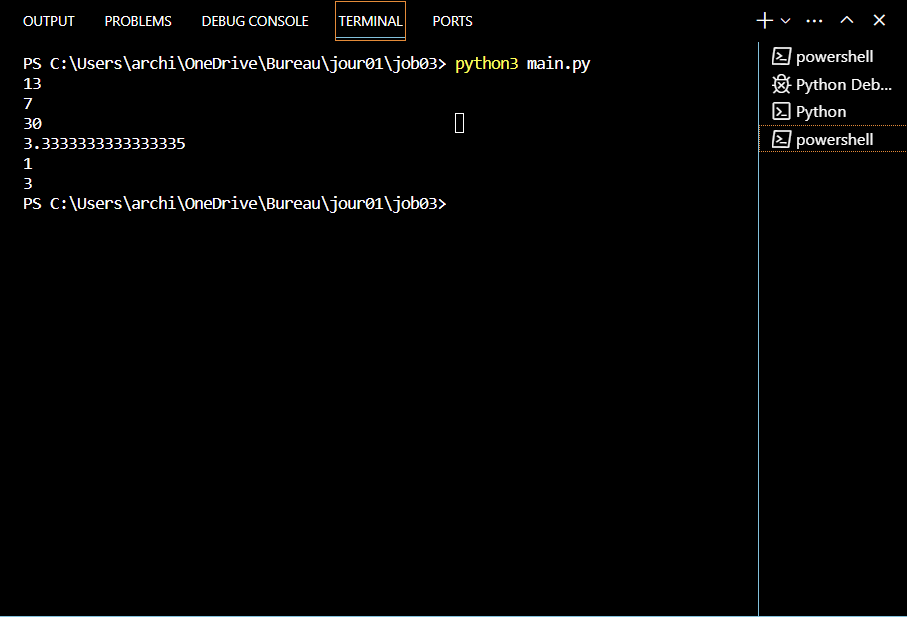 OUTPUT PROBLEMS DEBUG CONSOLE TERMINAL PORTS
PS C:\Users\archi\OneDrive\Bureau\jour01\job03> python3 main.py
13
7
30
3.3333333333333335
1
3
PS C:\Users\archi\OneDrive\Bureau\jour01\job03>
powershell
Python Deb...
Python
powershell